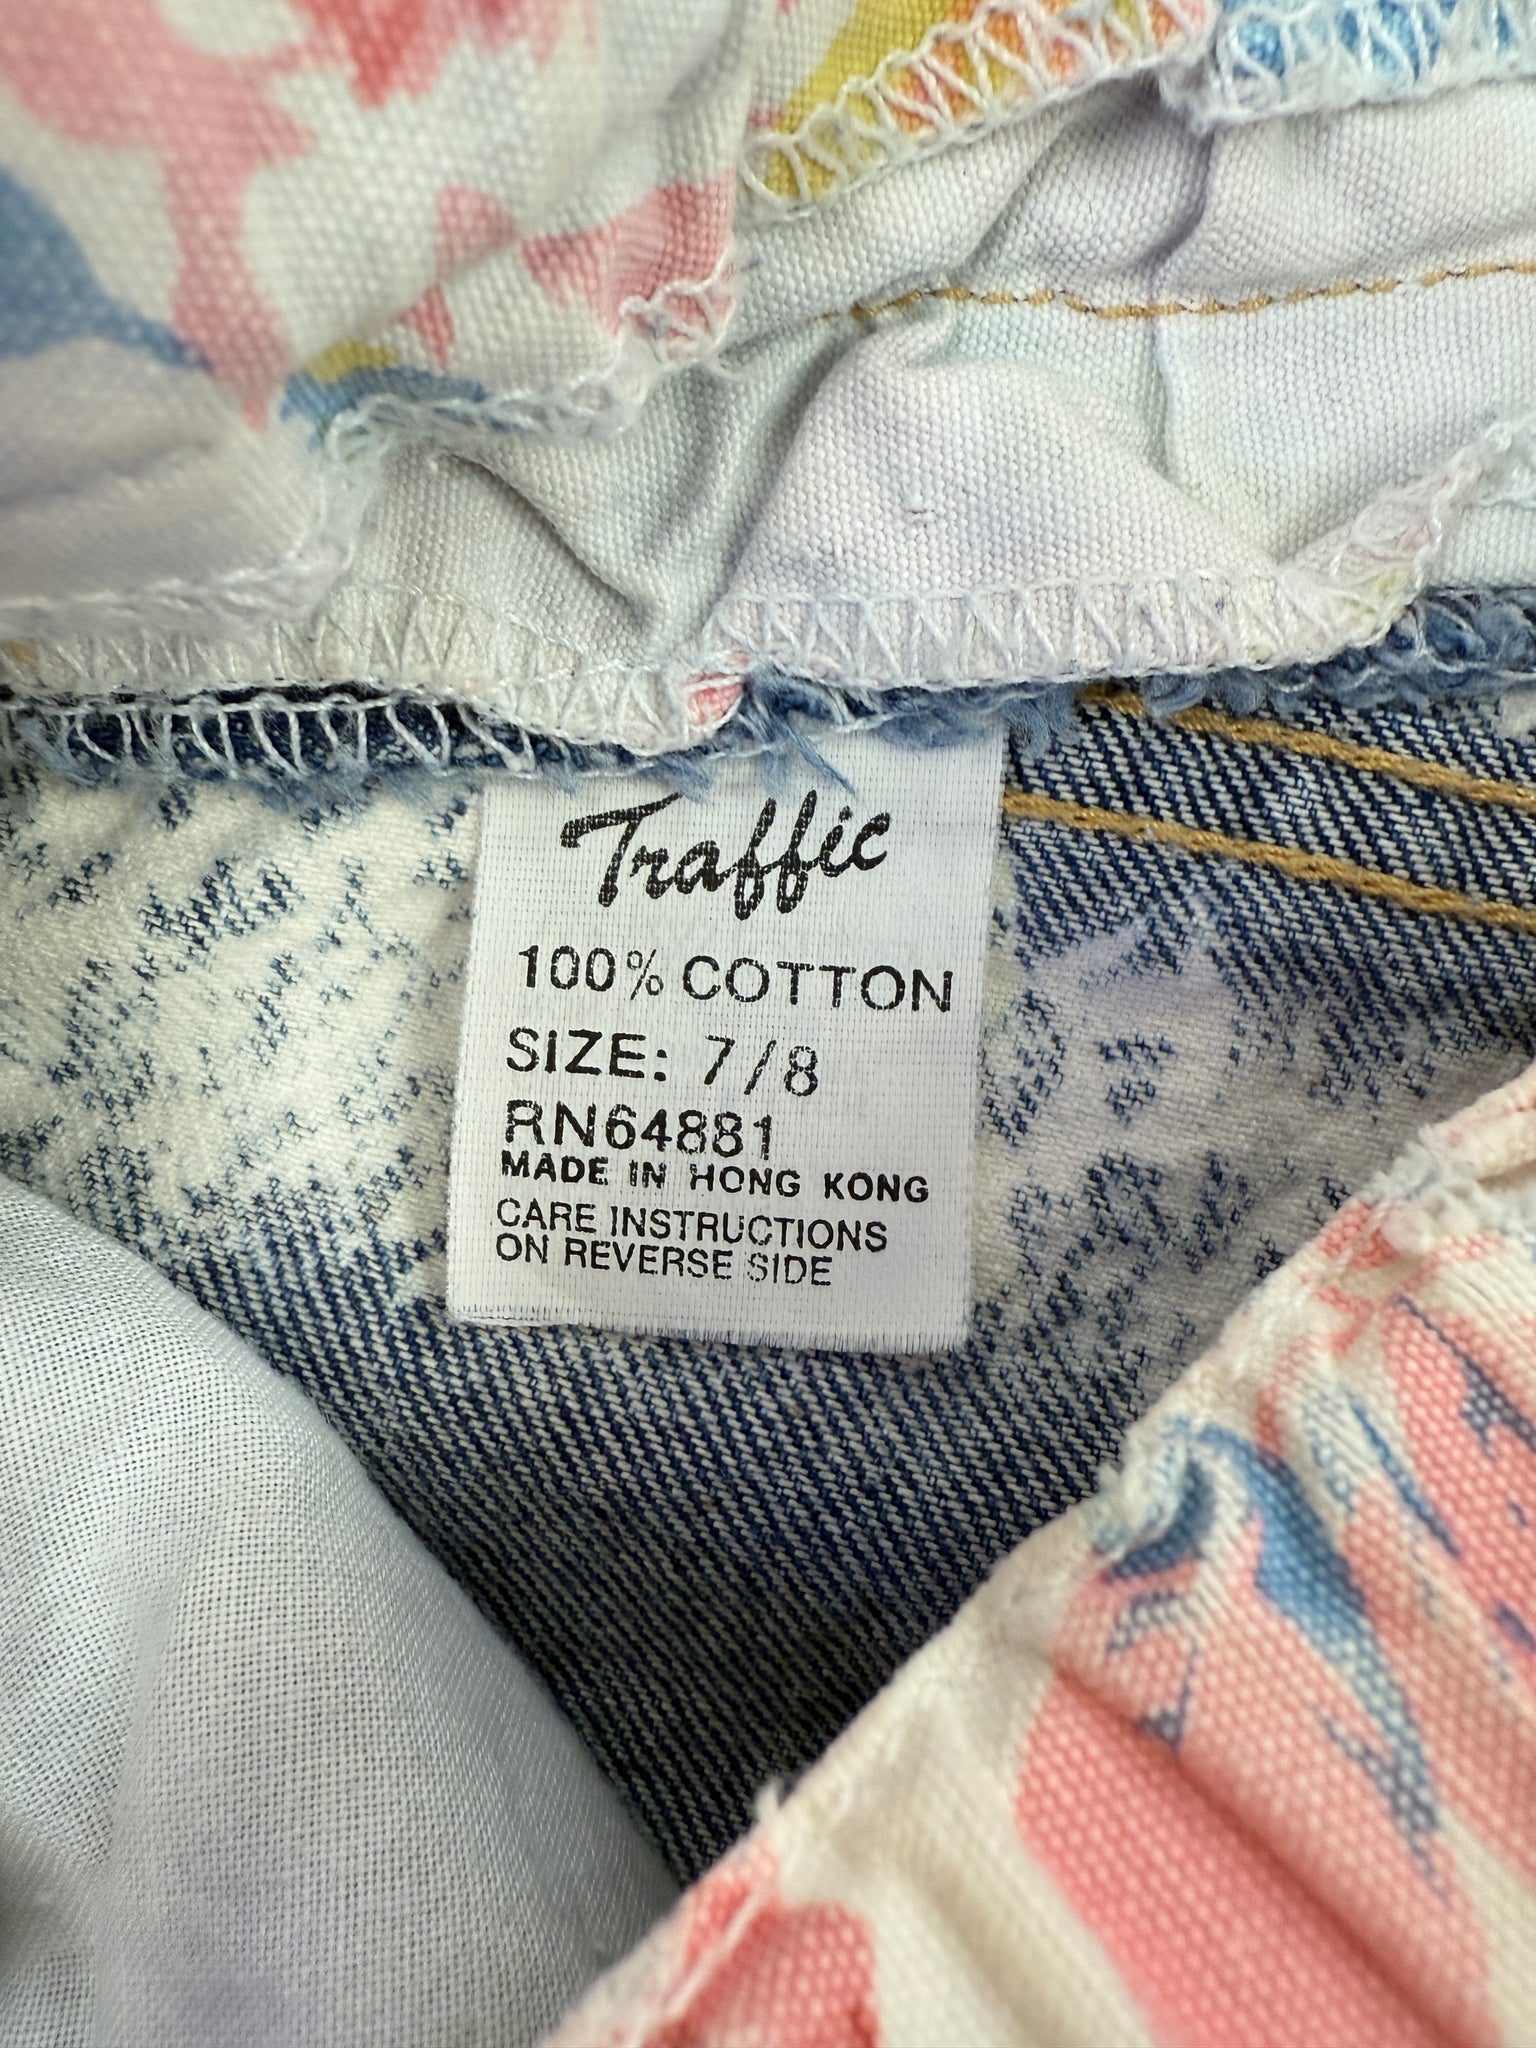 Traffic
100% COTTON
SIZE: 7/8
RN64881
MADE IN HONG KONG
CARE INSTRUCTIONS
ON REVERSE SIDE